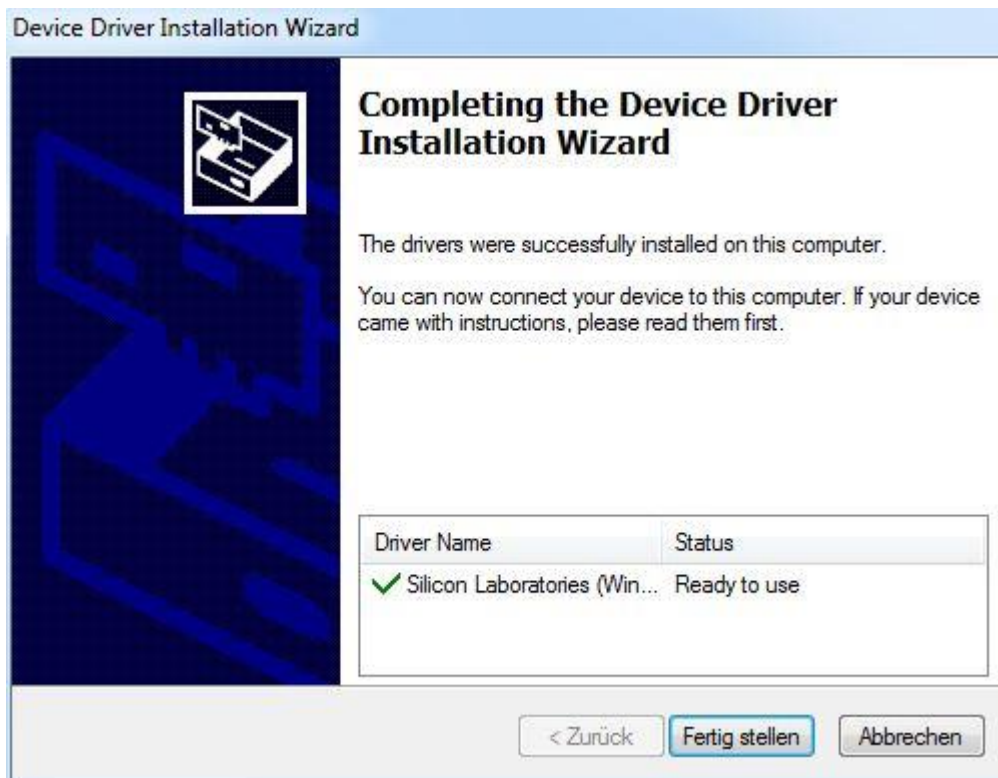 Device Driver Installation Wizard
Completing the Device Driver
Installation Wizard
The drivers were successfully installed on this computer.
You can now connect your device to this computer. If your device
came with instructions, please read them first.
Driver Name Status
Silicon Laboratories (Win... Ready to use
< Zurück Fertig stellen Abbrechen